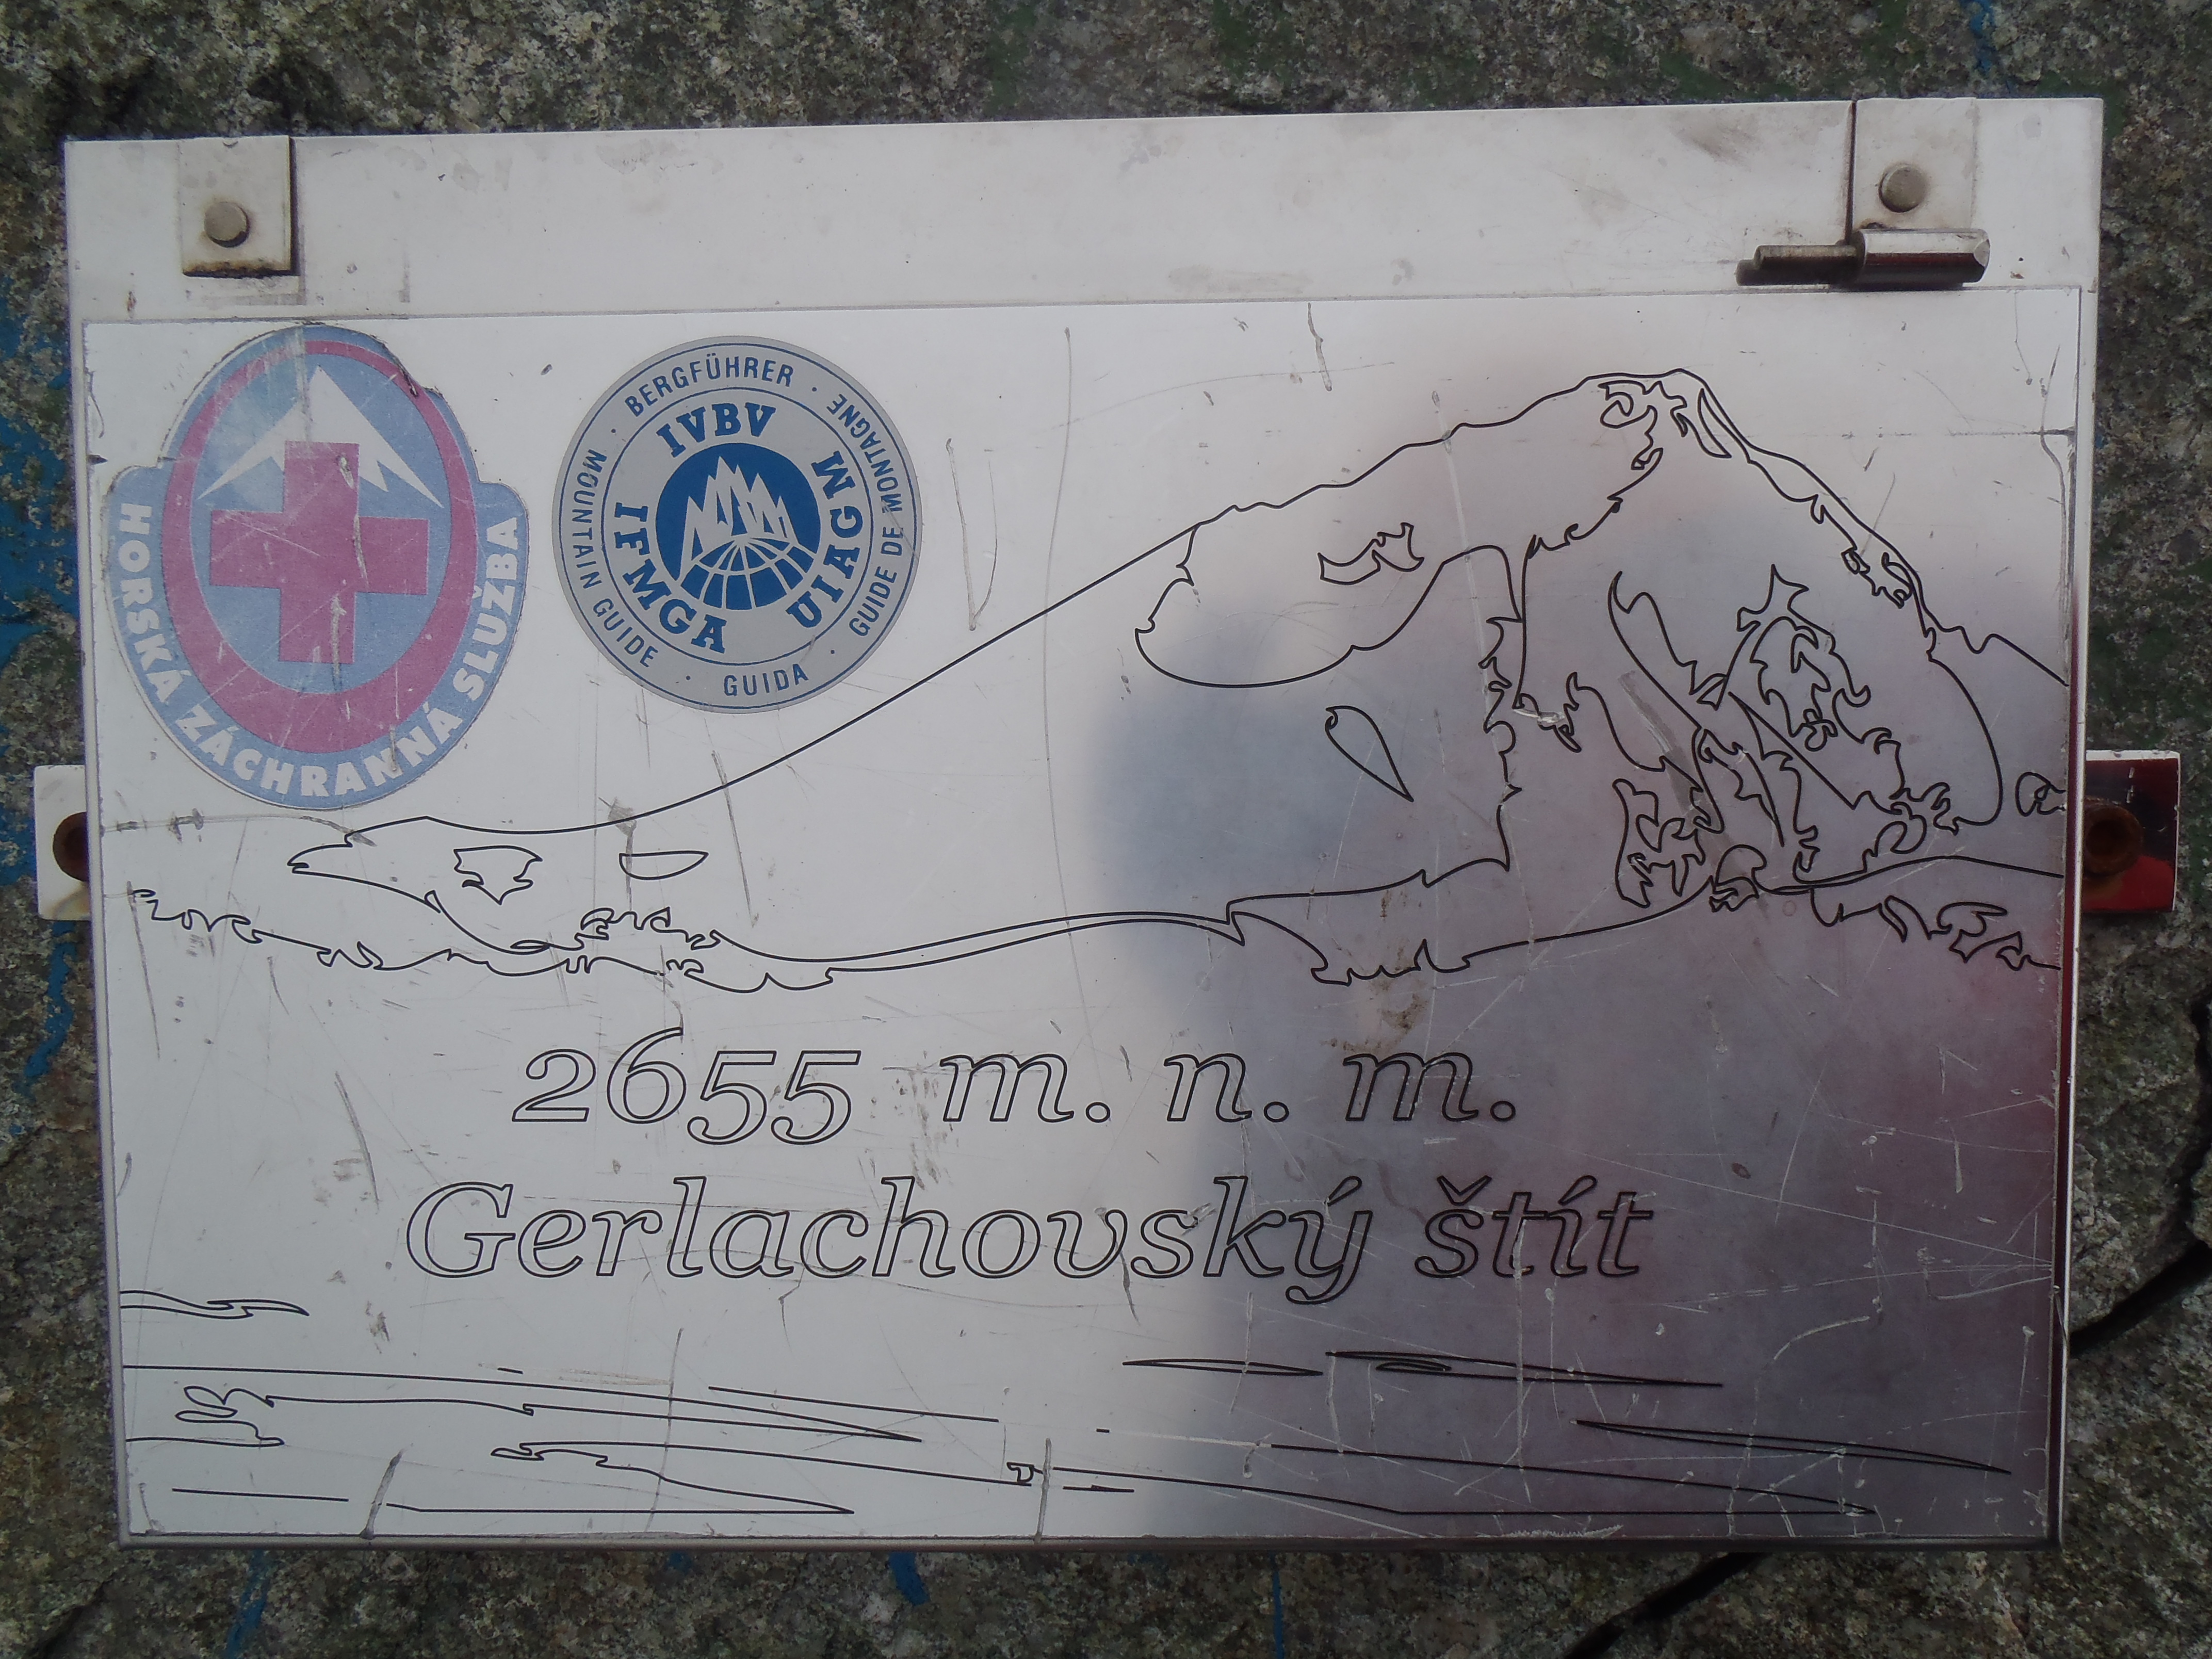 HORSKÁ ZÁCHRANNÁ SLUŽBA
BERGFÜHRER · GUIDE DE MONTAGNE · GUIDA · MOUNTAIN GUIDE ·
IVBV
UIAGM
IFMGA
2655 m. n. m.
Gerlachovský štít